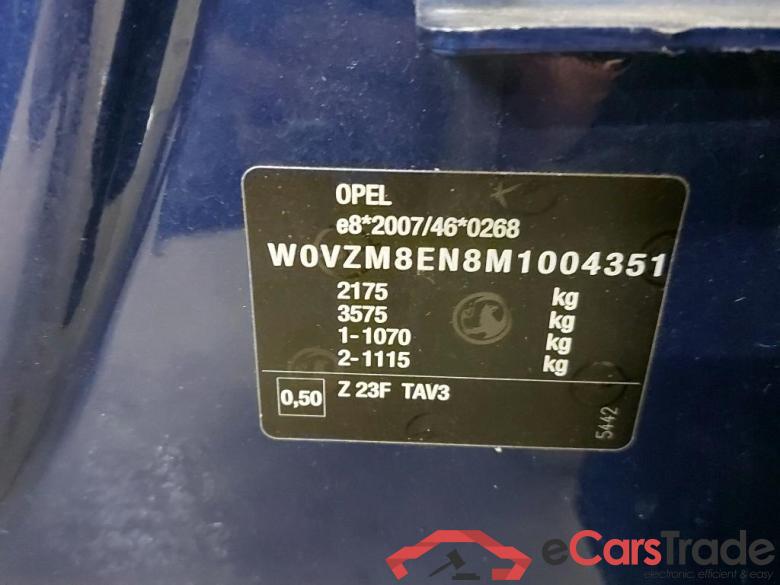 OPEL
e8*2007/46*0268
W0VZM8EN8M1004351
2175 kg
3575 kg
1-1070 kg
2-1115 kg
0,50 Z 23F TAV3
5442
eCarsTrade
electronic, efficient & easy